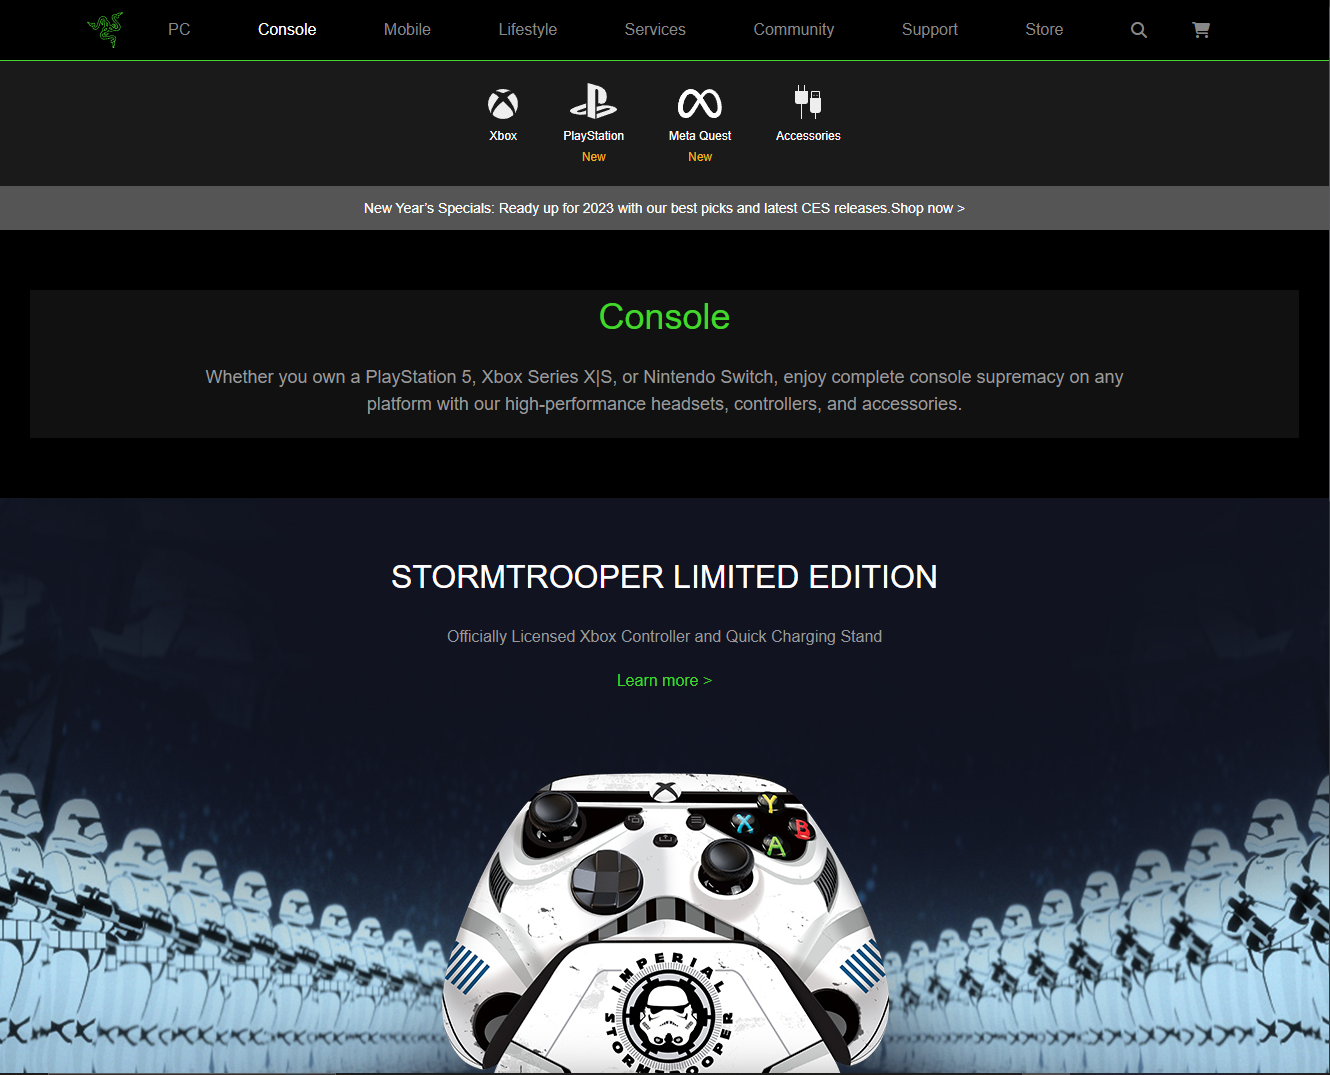 PC Console Mobile Lifestyle Services Community Support Store
Xbox PlayStation Meta Quest Accessories
New New
New Year’s Specials: Ready up for 2023 with our best picks and latest CES releases.Shop now >
Console
Whether you own a PlayStation 5, Xbox Series X|S, or Nintendo Switch, enjoy complete console supremacy on any
platform with our high-performance headsets, controllers, and accessories.
STORMTROOPER LIMITED EDITION
Officially Licensed Xbox Controller and Quick Charging Stand
Learn more >
Y
X B
A
IMPERIAL
STORMTROOPER